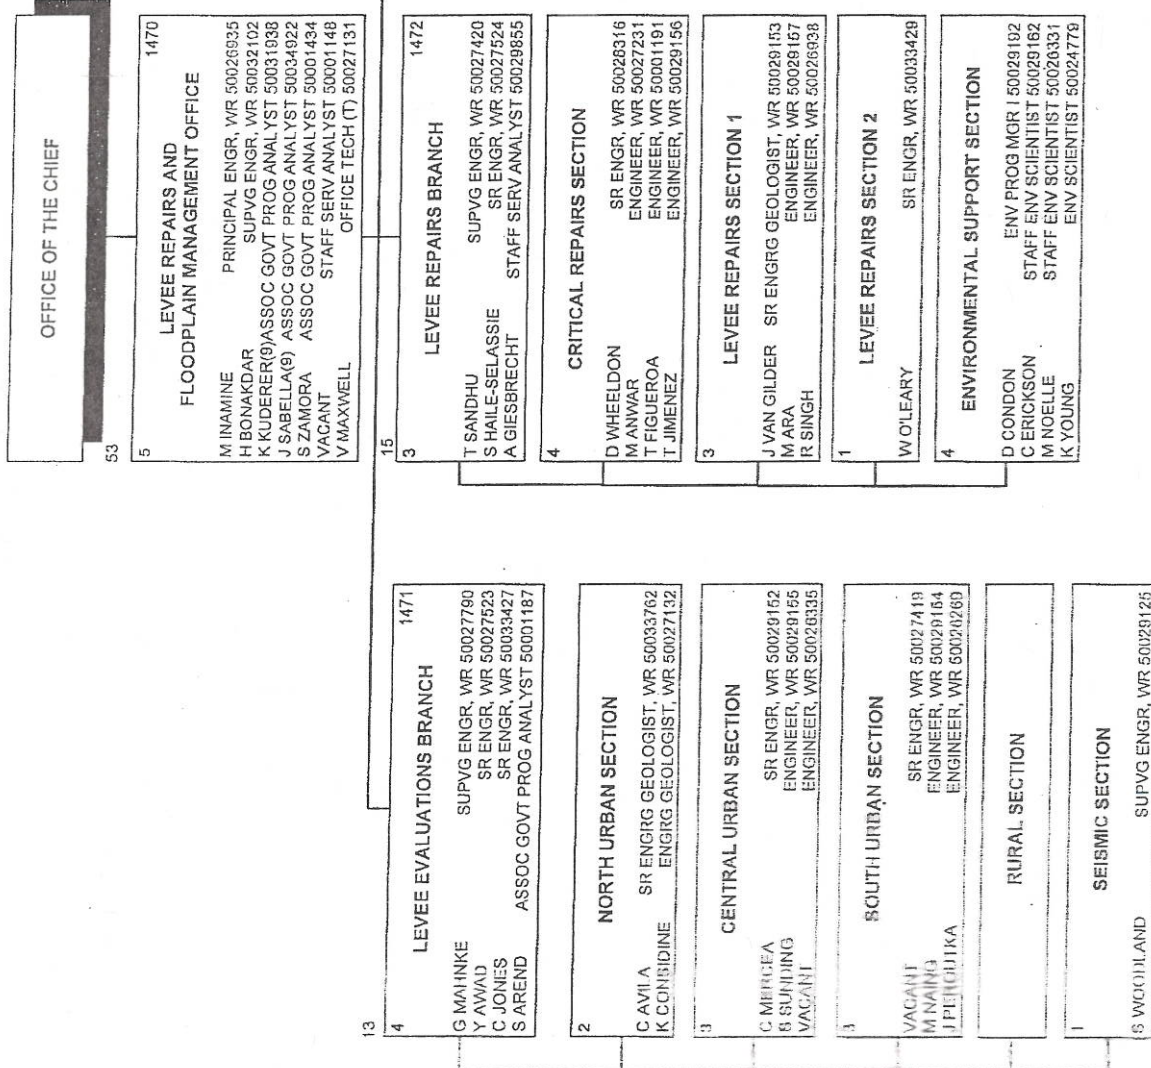 OFFICE OF THE CHIEF
53
5 1470
LEVEE REPAIRS AND
FLOODPLAIN MANAGEMENT OFFICE
M INAMINE PRINCIPAL ENGR, WR 50026935
H BONAKDAR SUPVG ENGR, WR 50032102
K KUDERER(9)ASSOC GOVT PROG ANALYST 50031938
J SABELLA(9) ASSOC GOVT PROG ANALYST 50034922
S ZAMORA ASSOC GOVT PROG ANALYST 50001434
VACANT STAFF SERV ANALYST 50001148
V MAXWELL OFFICE TECH (T) 50027131
13
4 1471
LEVEE EVALUATIONS BRANCH
G MAHNKE SUPVG ENGR, WR 50027790
Y AWAD SR ENGR, WR 50027523
C JONES SR ENGR, WR 50033427
S AREND ASSOC GOVT PROG ANALYST 50001187
2
NORTH URBAN SECTION
C AVILA SR ENGRG GEOLOGIST, WR 50033762
K CONSIDINE ENGRG GEOLOGIST, WR 50027132
3
CENTRAL URBAN SECTION
C MERCEA SR ENGR, WR 50029152
S SUNDING ENGINEER, WR 50029155
VACANT ENGINEER, WR 50026335
3
SOUTH URBAN SECTION
VACANT SR ENGR, WR 50027419
M NAING ENGINEER, WR 50029154
J PEROUTKA ENGINEER, WR 50026269
RURAL SECTION
1
SEISMIC SECTION
S WOODLAND SUPVG ENGR, WR 50029125
15
3 1472
LEVEE REPAIRS BRANCH
T SANDHU SUPVG ENGR, WR 50027420
S HAILE-SELASSIE SR ENGR, WR 50027524
A GIESBRECHT STAFF SERV ANALYST 50029855
4
CRITICAL REPAIRS SECTION
D WHEELDON SR ENGR, WR 50028316
M ANWAR ENGINEER, WR 50027231
T FIGUEROA ENGINEER, WR 50001191
T JIMENEZ ENGINEER, WR 50029156
3
LEVEE REPAIRS SECTION 1
J VAN GILDER SR ENGRG GEOLOGIST, WR 50029153
M ARA ENGINEER, WR 50029157
R SINGH ENGINEER, WR 50026938
1
LEVEE REPAIRS SECTION 2
W O'LEARY SR ENGR, WR 50033429
4
ENVIRONMENTAL SUPPORT SECTION
D CONDON ENV PROG MGR I 50029192
C ERICKSON STAFF ENV SCIENTIST 50029162
M NOELLE STAFF ENV SCIENTIST 50026331
K YOUNG ENV SCIENTIST 50024779